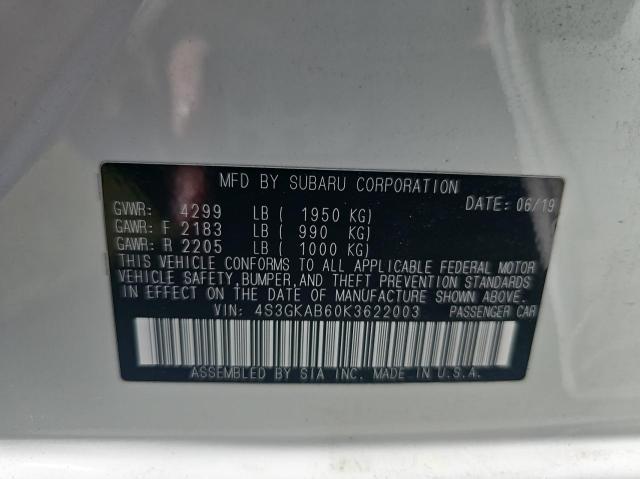 MFD BY SUBARU CORPORATION
DATE: 06/19
GVWR: 4299 LB ( 1950 KG)
GAWR: F 2183 LB ( 990 KG)
GAWR: R 2205 LB ( 1000 KG)
THIS VEHICLE CONFORMS TO ALL APPLICABLE FEDERAL MOTOR
VEHICLE SAFETY, BUMPER, AND THEFT PREVENTION STANDARDS
IN EFFECT ON THE DATE OF MANUFACTURE SHOWN ABOVE.
VIN: 4S3GKAB60K3622003 PASSENGER CAR
ASSEMBLED BY SIA INC. MADE IN U.S.A.